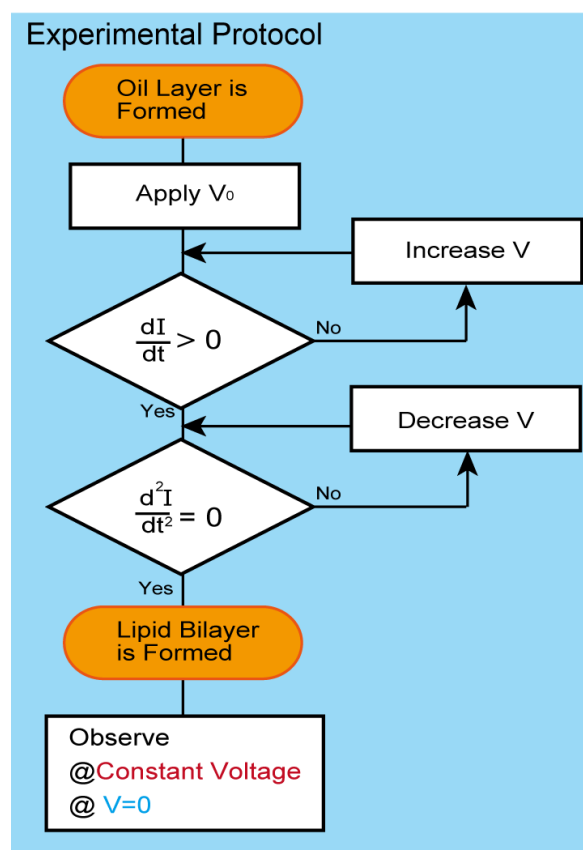 Experimental Protocol
Oil Layer is
Formed
Apply V₀
Increase V
dI
dt
> 0
No
Yes
Decrease V
d²I
dt²
= 0
No
Yes
Lipid Bilayer
is Formed
Observe
@Constant Voltage
@ V=0